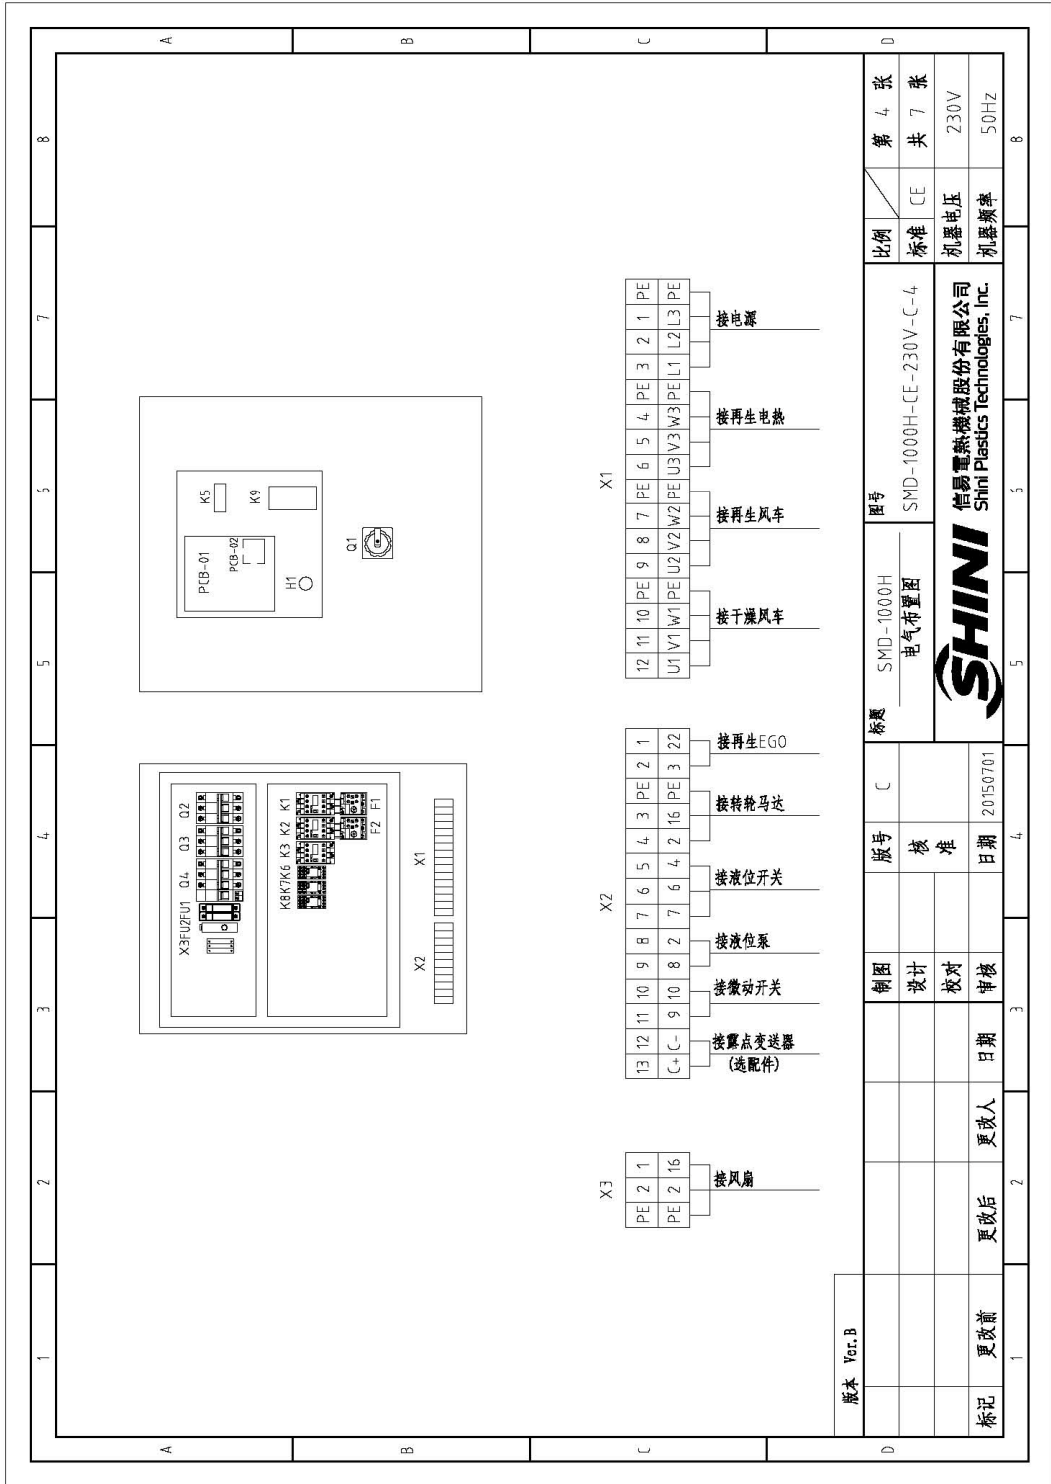 1 2 3 4 5 6 7 8
A
B
C
D
X3FU2FU1 Q4 Q3 Q2
K8K7K6 K3 K2 K1
F2 F1
X2 X1
PCB-01
PCB-02
K5
K9
H1
Q1
X3
PE 2 1
PE 2 16
接风扇
X2
13 12 11 10 9 8 7 6 5 4 3 PE 2 1
C+ C- 9 10 8 2 7 6 4 2 16 PE 3 22
接露点变送器
(选配件)
接微动开关
接液位泵
接液位开关
接转轮马达
接再生EGO
X1
12 11 10 PE 9 8 7 PE 6 5 4 PE 3 2 1 PE
U1 V1 W1 PE U2 V2 W2 PE U3 V3 W3 PE L1 L2 L3 PE
接干燥风车
接再生风车
接再生电热
接电源
版本 Ver.B
标记 更改前 更改后 更改人 日期
制图
设计
校对
审核
版号 C
核准
日期 20150701
标题 SMD-1000H
电气布置图
图号 SMD-1000H-CE-230V-C-4
SHINI 信易電熱機械股份有限公司
Shini Plastics Technologies, Inc.
比例 第 4 张
标准 CE 共 7 张
机器电压 230V
机器频率 50Hz
A
B
C
D
1 2 3 4 5 6 7 8